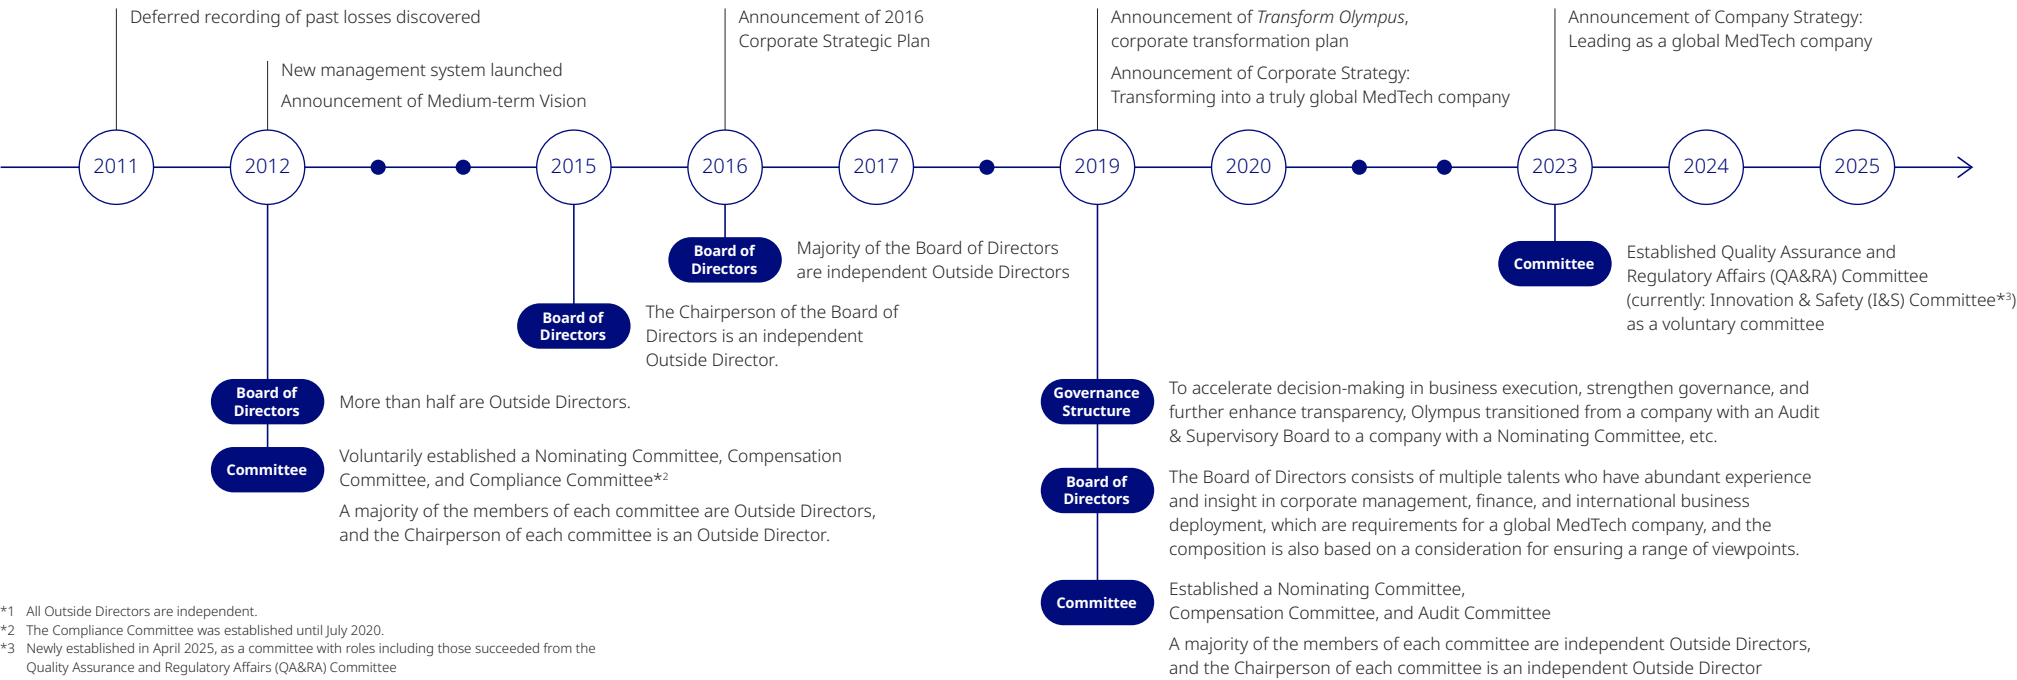 Deferred recording of past losses discovered
New management system launched
Announcement of Medium-term Vision
Announcement of 2016
Corporate Strategic Plan
Announcement of Transform Olympus,
corporate transformation plan
Announcement of Corporate Strategy:
Transforming into a truly global MedTech company
Announcement of Company Strategy:
Leading as a global MedTech company
2011
2012
2015
2016
2017
2019
2020
2023
2024
2025
Board of
Directors
More than half are Outside Directors.
Committee
Voluntarily established a Nominating Committee, Compensation
Committee, and Compliance Committee*2
A majority of the members of each committee are Outside Directors,
and the Chairperson of each committee is an Outside Director.
Board of
Directors
The Chairperson of the Board of
Directors is an independent
Outside Director.
Board of
Directors
Majority of the Board of Directors
are independent Outside Directors
Governance
Structure
To accelerate decision-making in business execution, strengthen governance, and
further enhance transparency, Olympus transitioned from a company with an Audit
& Supervisory Board to a company with a Nominating Committee, etc.
Board of
Directors
The Board of Directors consists of multiple talents who have abundant experience
and insight in corporate management, finance, and international business
deployment, which are requirements for a global MedTech company, and the
composition is also based on a consideration for ensuring a range of viewpoints.
Committee
Established a Nominating Committee,
Compensation Committee, and Audit Committee
A majority of the members of each committee are independent Outside Directors,
and the Chairperson of each committee is an independent Outside Director
Committee
Established Quality Assurance and
Regulatory Affairs (QA&RA) Committee
(currently: Innovation & Safety (I&S) Committee*3)
as a voluntary committee
*1 All Outside Directors are independent.
*2 The Compliance Committee was established until July 2020.
*3 Newly established in April 2025, as a committee with roles including those succeeded from the
Quality Assurance and Regulatory Affairs (QA&RA) Committee